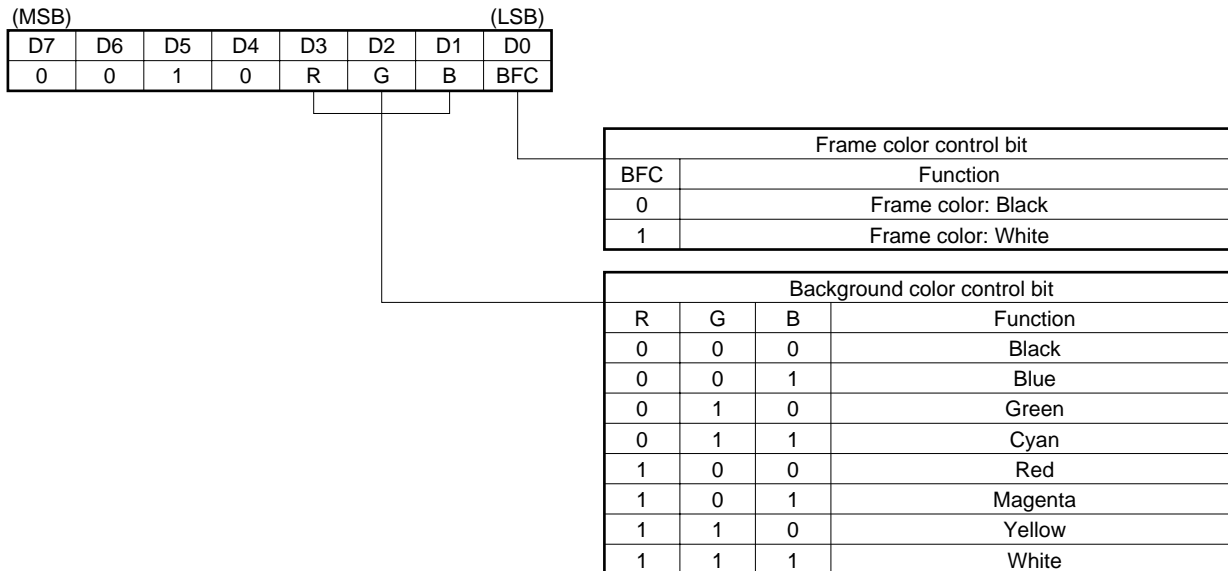 (MSB) (LSB)
D7 D6 D5 D4 D3 D2 D1 D0
0 0 1 0 R G B BFC
Frame color control bit
BFC Function
0 Frame color: Black
1 Frame color: White
Background color control bit
R G B Function
0 0 0 Black
0 0 1 Blue
0 1 0 Green
0 1 1 Cyan
1 0 0 Red
1 0 1 Magenta
1 1 0 Yellow
1 1 1 White